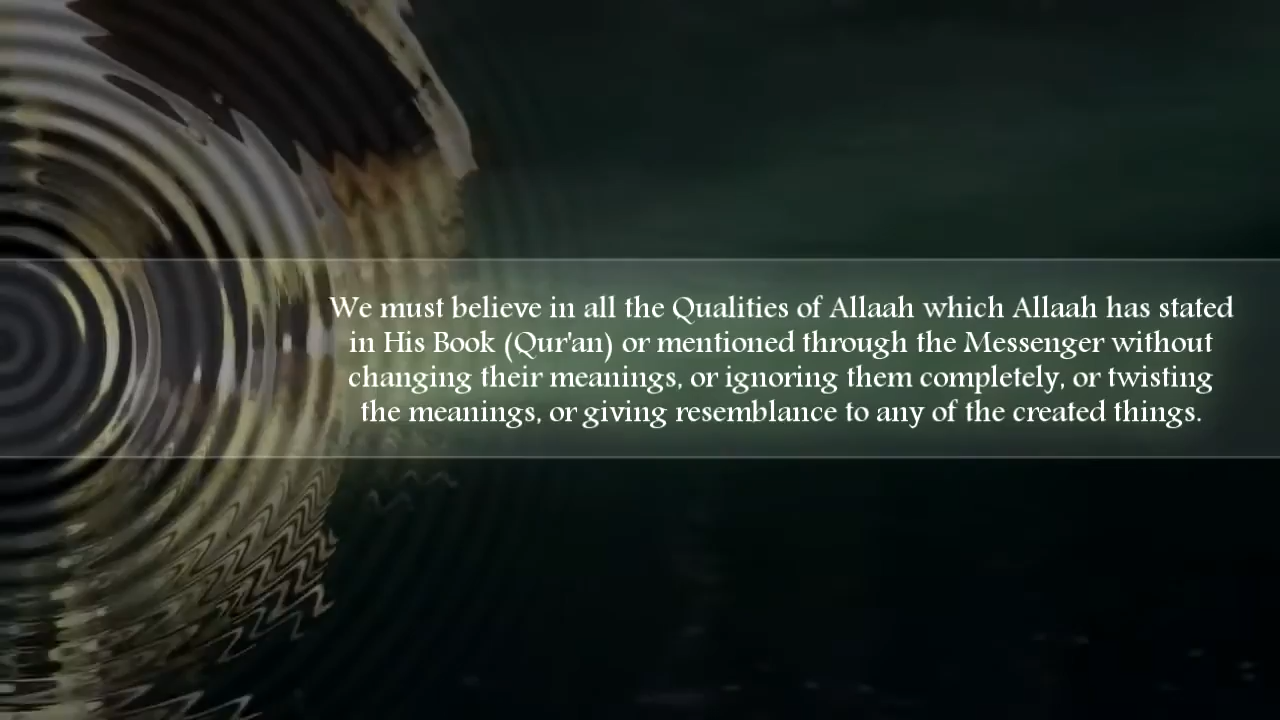 We must believe in all the Qualities of Allaah which Allaah has stated
in His Book (Qur'an) or mentioned through the Messenger without
changing their meanings, or ignoring them completely, or twisting
the meanings, or giving resemblance to any of the created things.